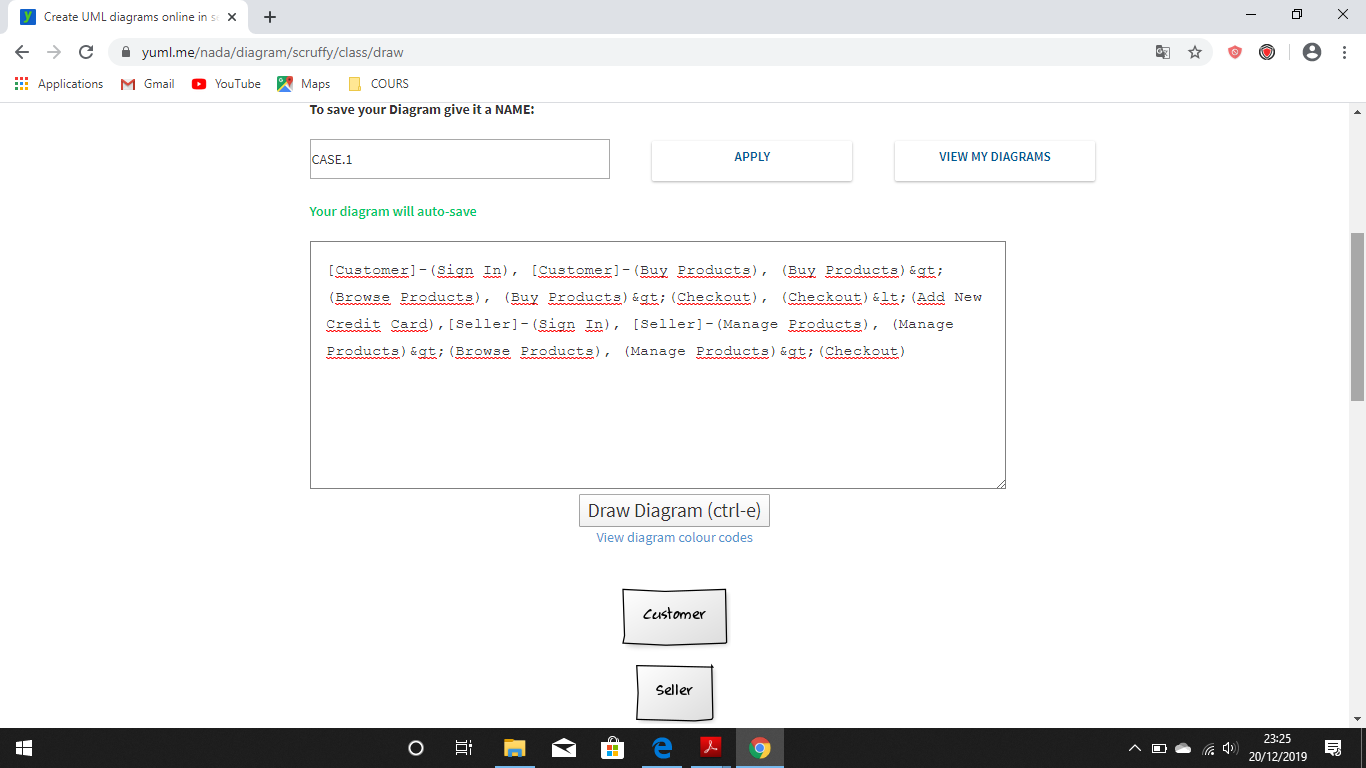 Create UML diagrams online in s
yuml.me/nada/diagram/scruffy/class/draw
Applications Gmail YouTube Maps COURS
To save your Diagram give it a NAME:
CASE.1 APPLY VIEW MY DIAGRAMS
Your diagram will auto-save
[Customer]-(Sign In), [Customer]-(Buy Products), (Buy Products)&gt;
(Browse Products), (Buy Products)&gt;(Checkout), (Checkout)&lt;(Add New
Credit Card),[Seller]-(Sign In), [Seller]-(Manage Products), (Manage
Products)&gt;(Browse Products), (Manage Products)&gt;(Checkout)
Draw Diagram (ctrl-e)
View diagram colour codes
Customer
Seller
23:25
20/12/2019